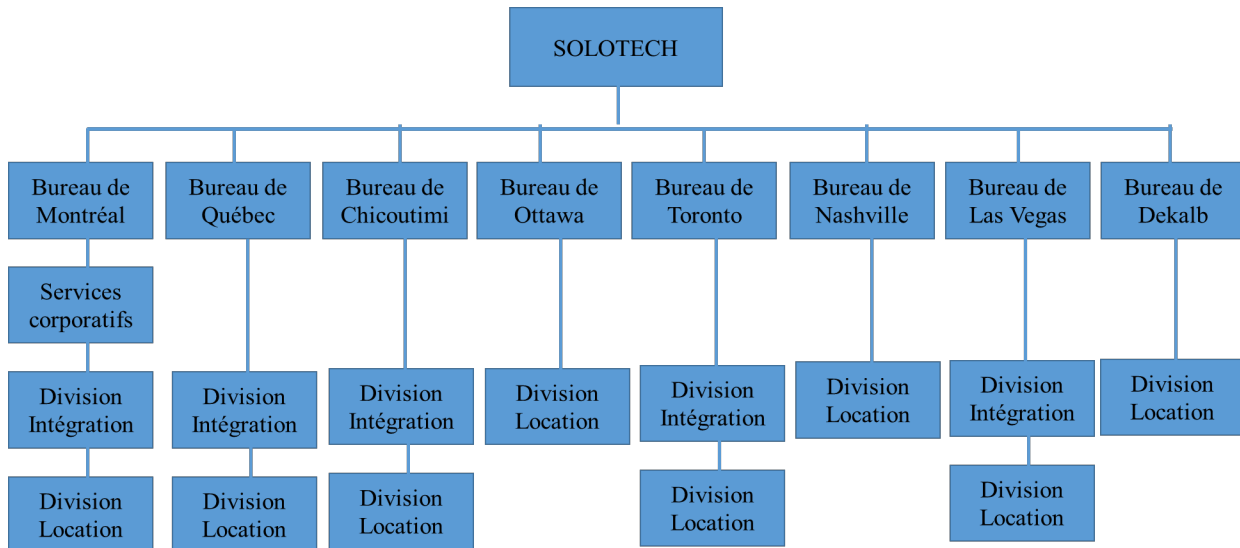 SOLOTECH
Bureau de
Montréal
Bureau de
Québec
Bureau de
Chicoutimi
Bureau de
Ottawa
Bureau de
Toronto
Bureau de
Nashville
Bureau de
Las Vegas
Bureau de
Dekalb
Services
corporatifs
Division
Intégration
Division
Intégration
Division
Intégration
Division
Location
Division
Intégration
Division
Location
Division
Intégration
Division
Location
Division
Location
Division
Location
Division
Location
Division
Location
Division
Location